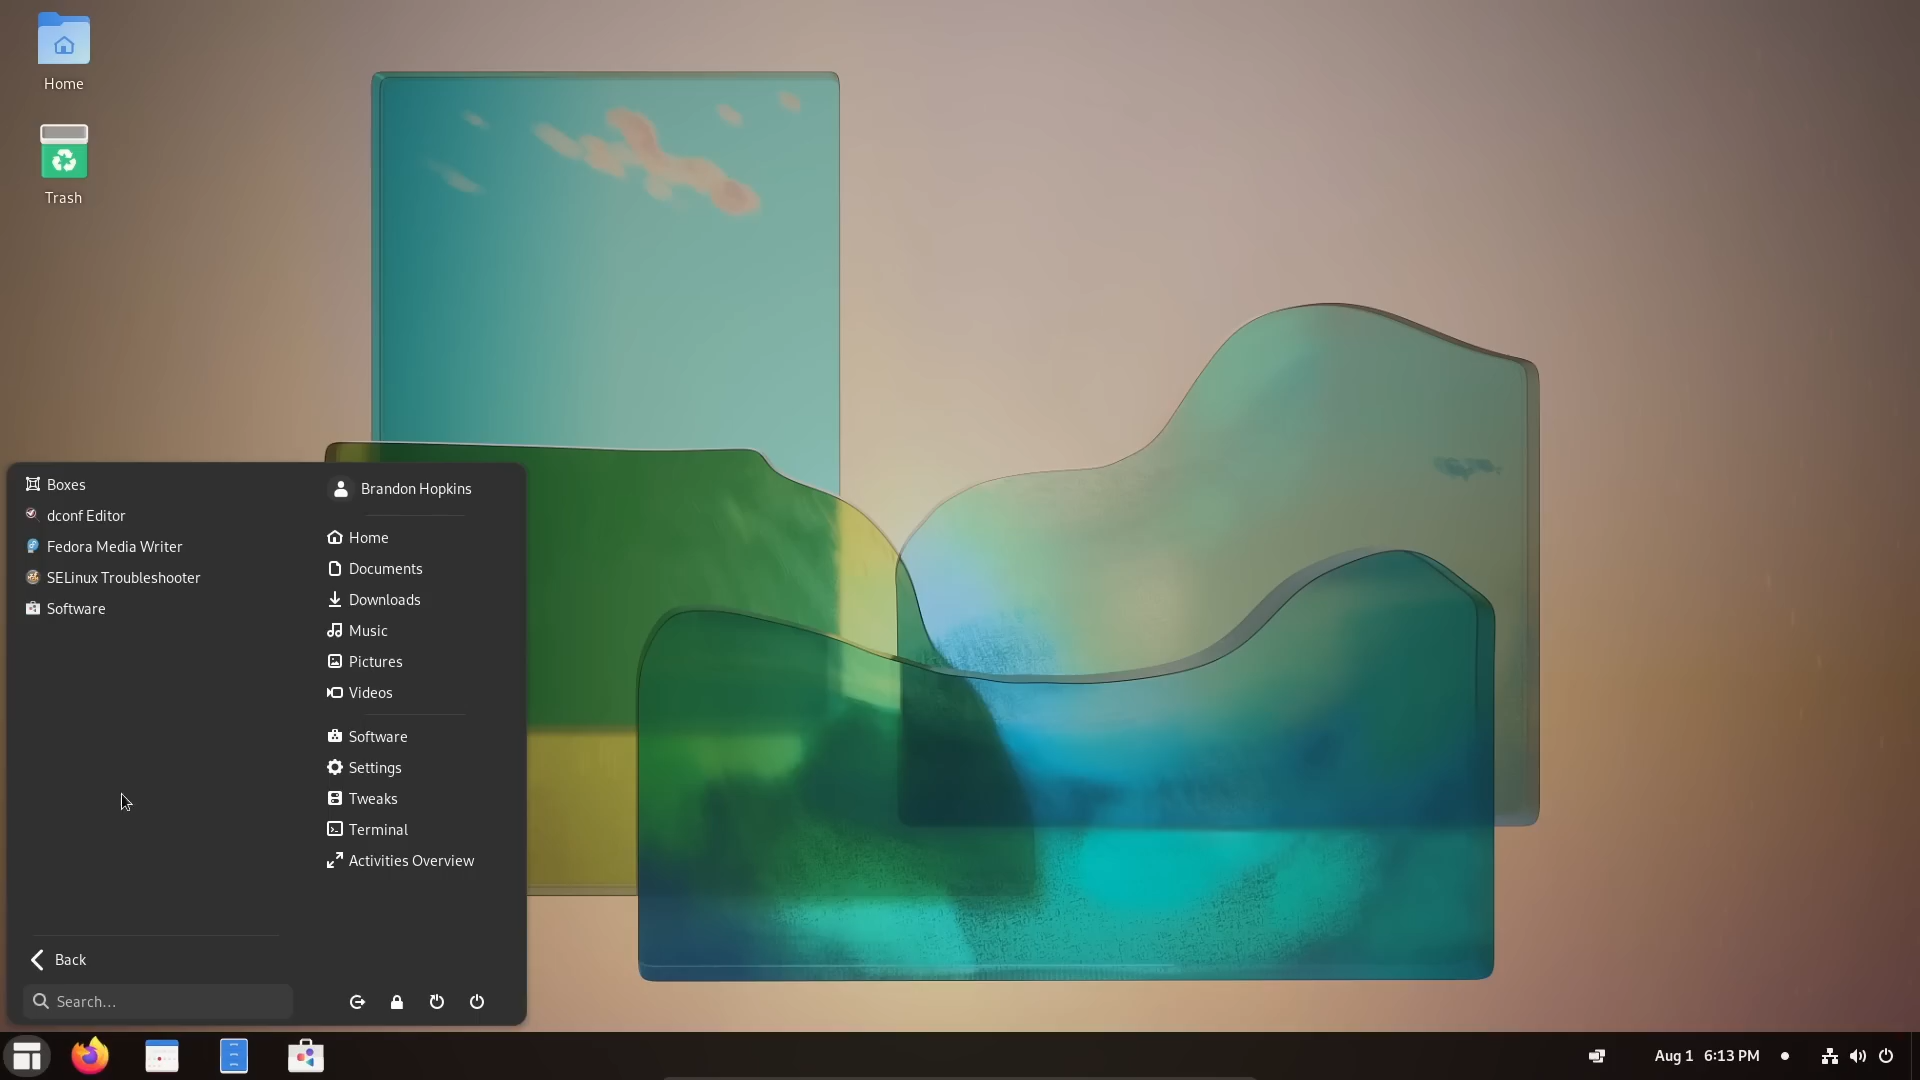 Home
Trash
Boxes
dconf Editor
Fedora Media Writer
SELinux Troubleshooter
Software
Back
Search...
Brandon Hopkins
Home
Documents
Downloads
Music
Pictures
Videos
Software
Settings
Tweaks
Terminal
Activities Overview
Aug 1 6:13 PM